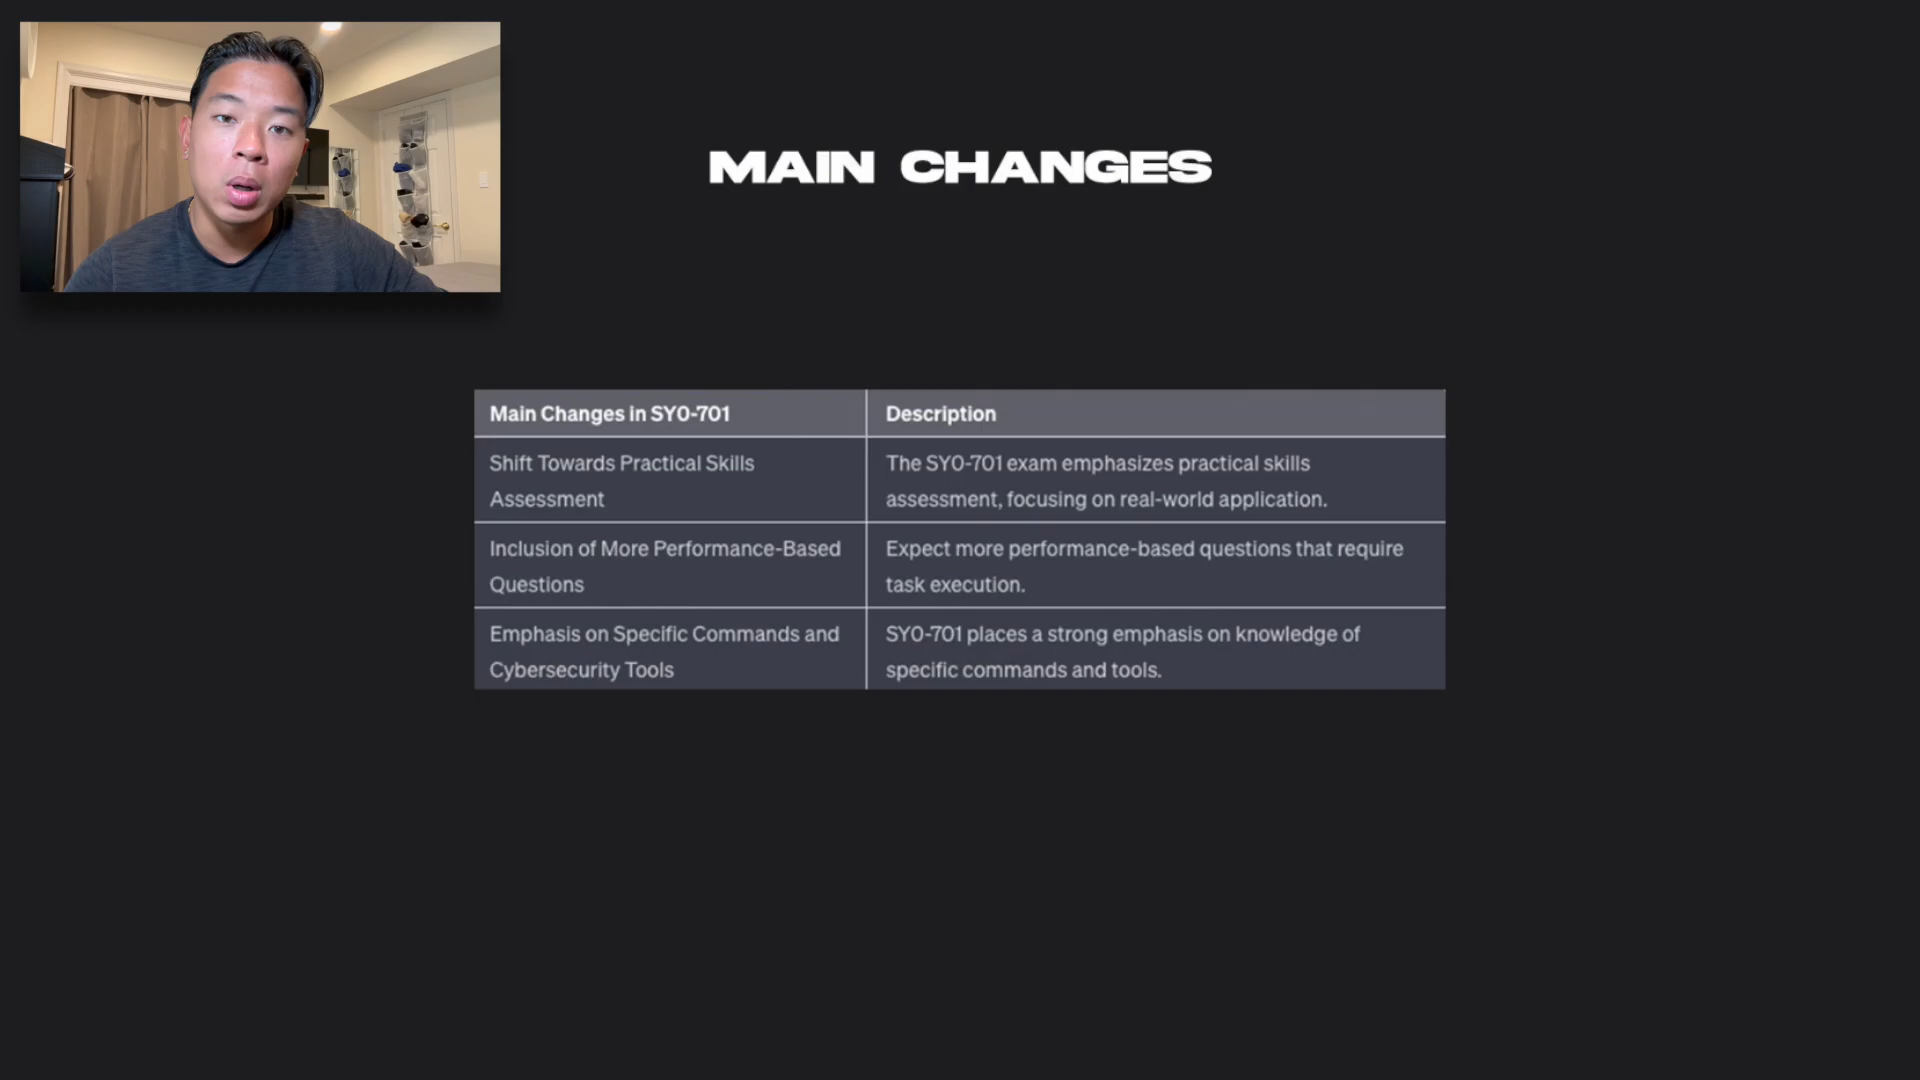 MAIN CHANGES
Main Changes in SY0-701
Description
Shift Towards Practical Skills
Assessment
The SY0-701 exam emphasizes practical skills
assessment, focusing on real-world application.
Inclusion of More Performance-Based
Questions
Expect more performance-based questions that require
task execution.
Emphasis on Specific Commands and
Cybersecurity Tools
SY0-701 places a strong emphasis on knowledge of
specific commands and tools.